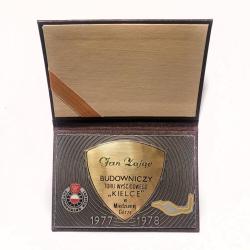 Jan Zając
BUDOWNICZY
TORU WYŚCIGOWEGO
„KIELCE"
w
Miedzianej
Górze
1977 1978